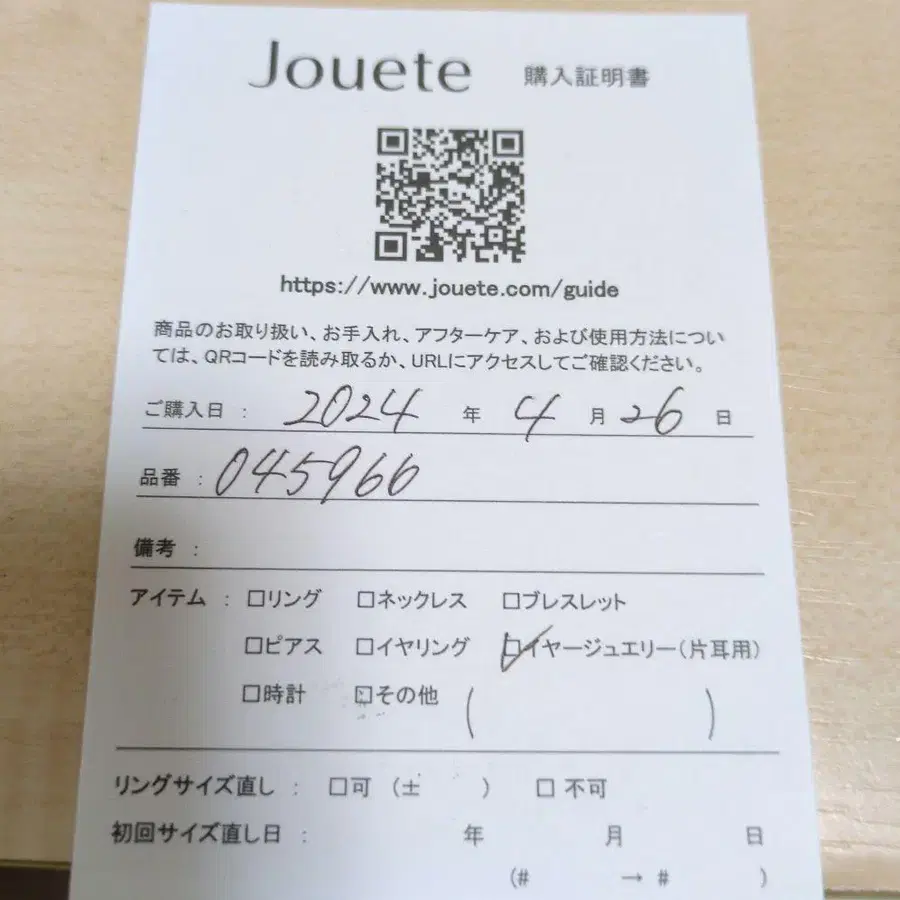 Jouete 購入証明書
https://www.jouete.com/guide
商品のお取り扱い、お手入れ、アフターケア、および使用方法につい
ては、QRコードを読み取るか、URLにアクセスしてご確認ください。
ご購入日 : 2024 年 4 月 26 日
品番 : 045966
備考 :
アイテム : □リング □ネックレス □ブレスレット
□ピアス □イヤリング ☑イヤージュエリー(片耳用)
□時計 □その他 ( )
リングサイズ直し : □可 (± ) □不可
初回サイズ直し日 : 年 月 日
(# → # )